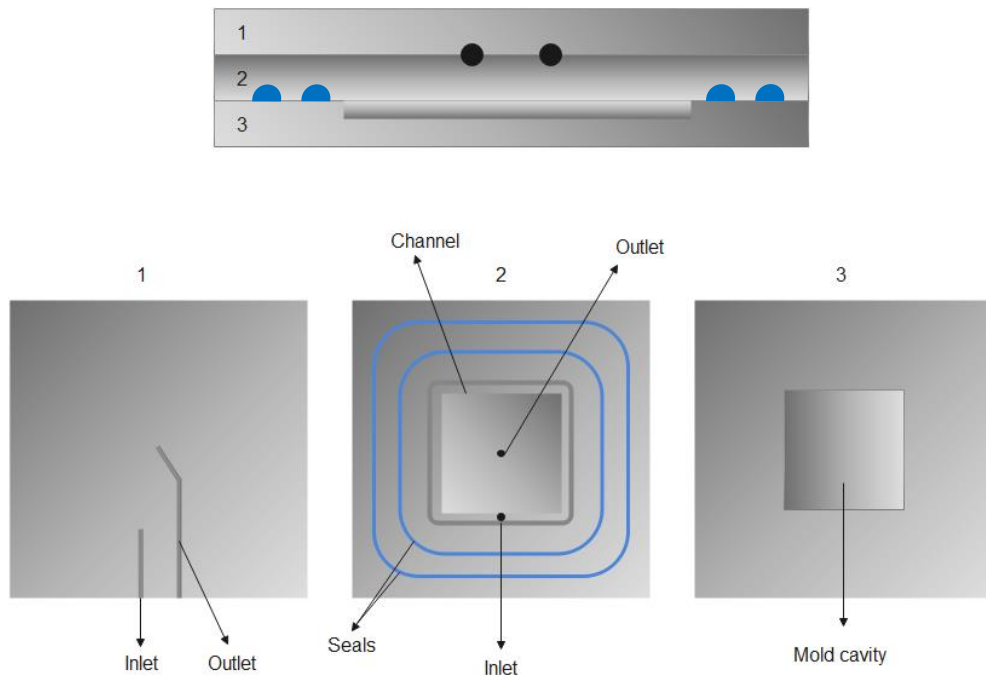 1
2
3
Channel
Outlet
1
2
3
Inlet
Outlet
Seals
Inlet
Mold cavity